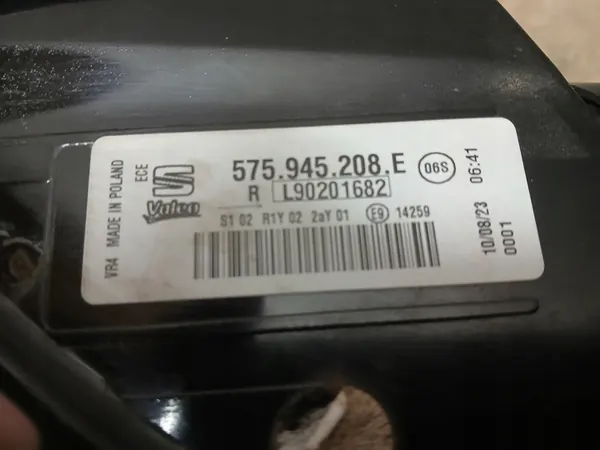 VR4 MADE IN POLAND
ECE
Valeo
575.945.208.E
R L90201682
S1 02 R1Y 02 2aY 01 E9 14259
06S
10/08/23 06:41
0001